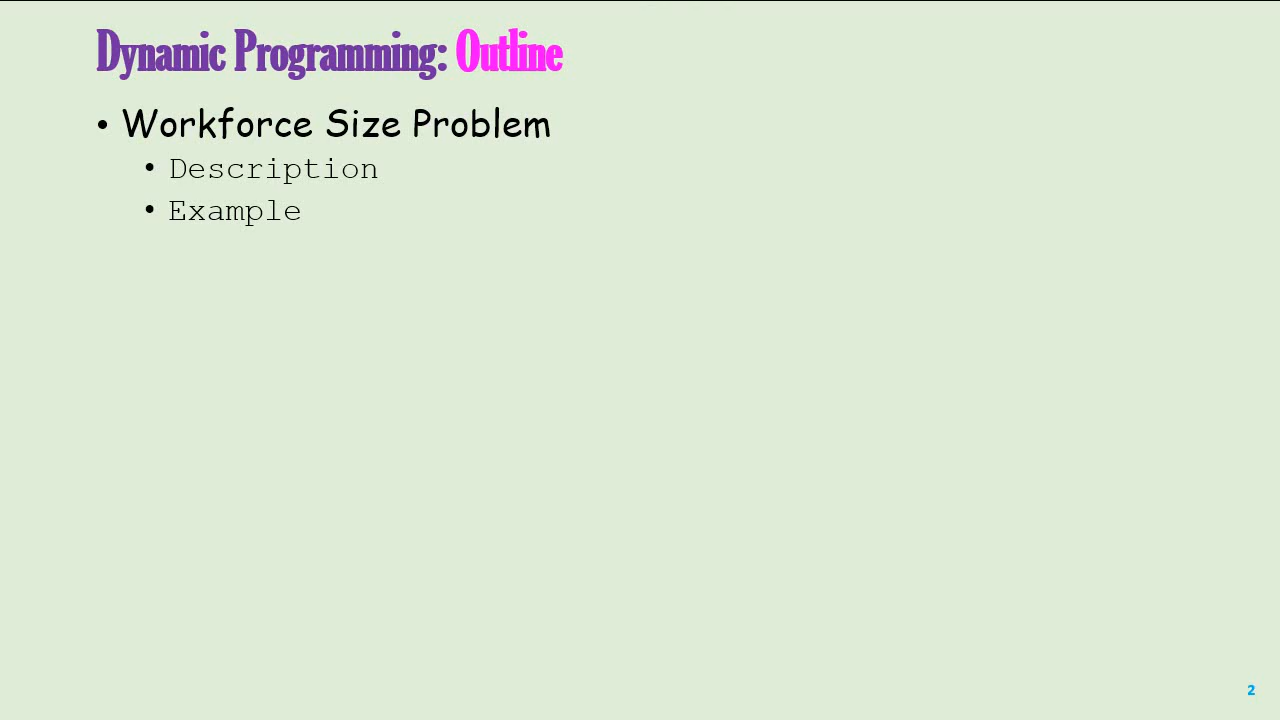 Dynamic Programming: Outline
• Workforce Size Problem
• Description
• Example
2